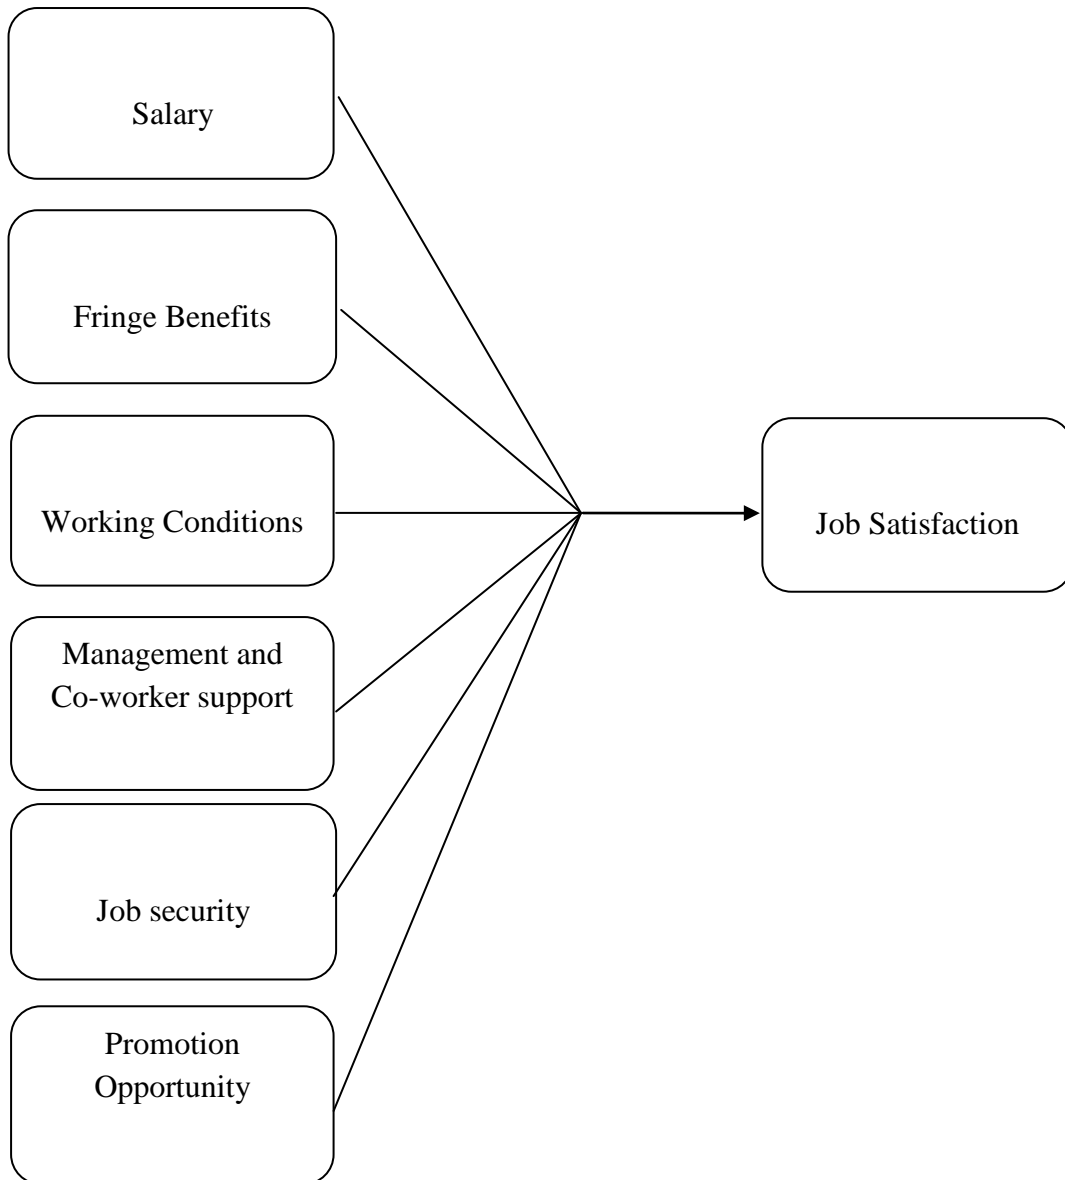 Salary
Fringe Benefits
Working Conditions
Job Satisfaction
Management and
Co-worker support
Job security
Promotion
Opportunity